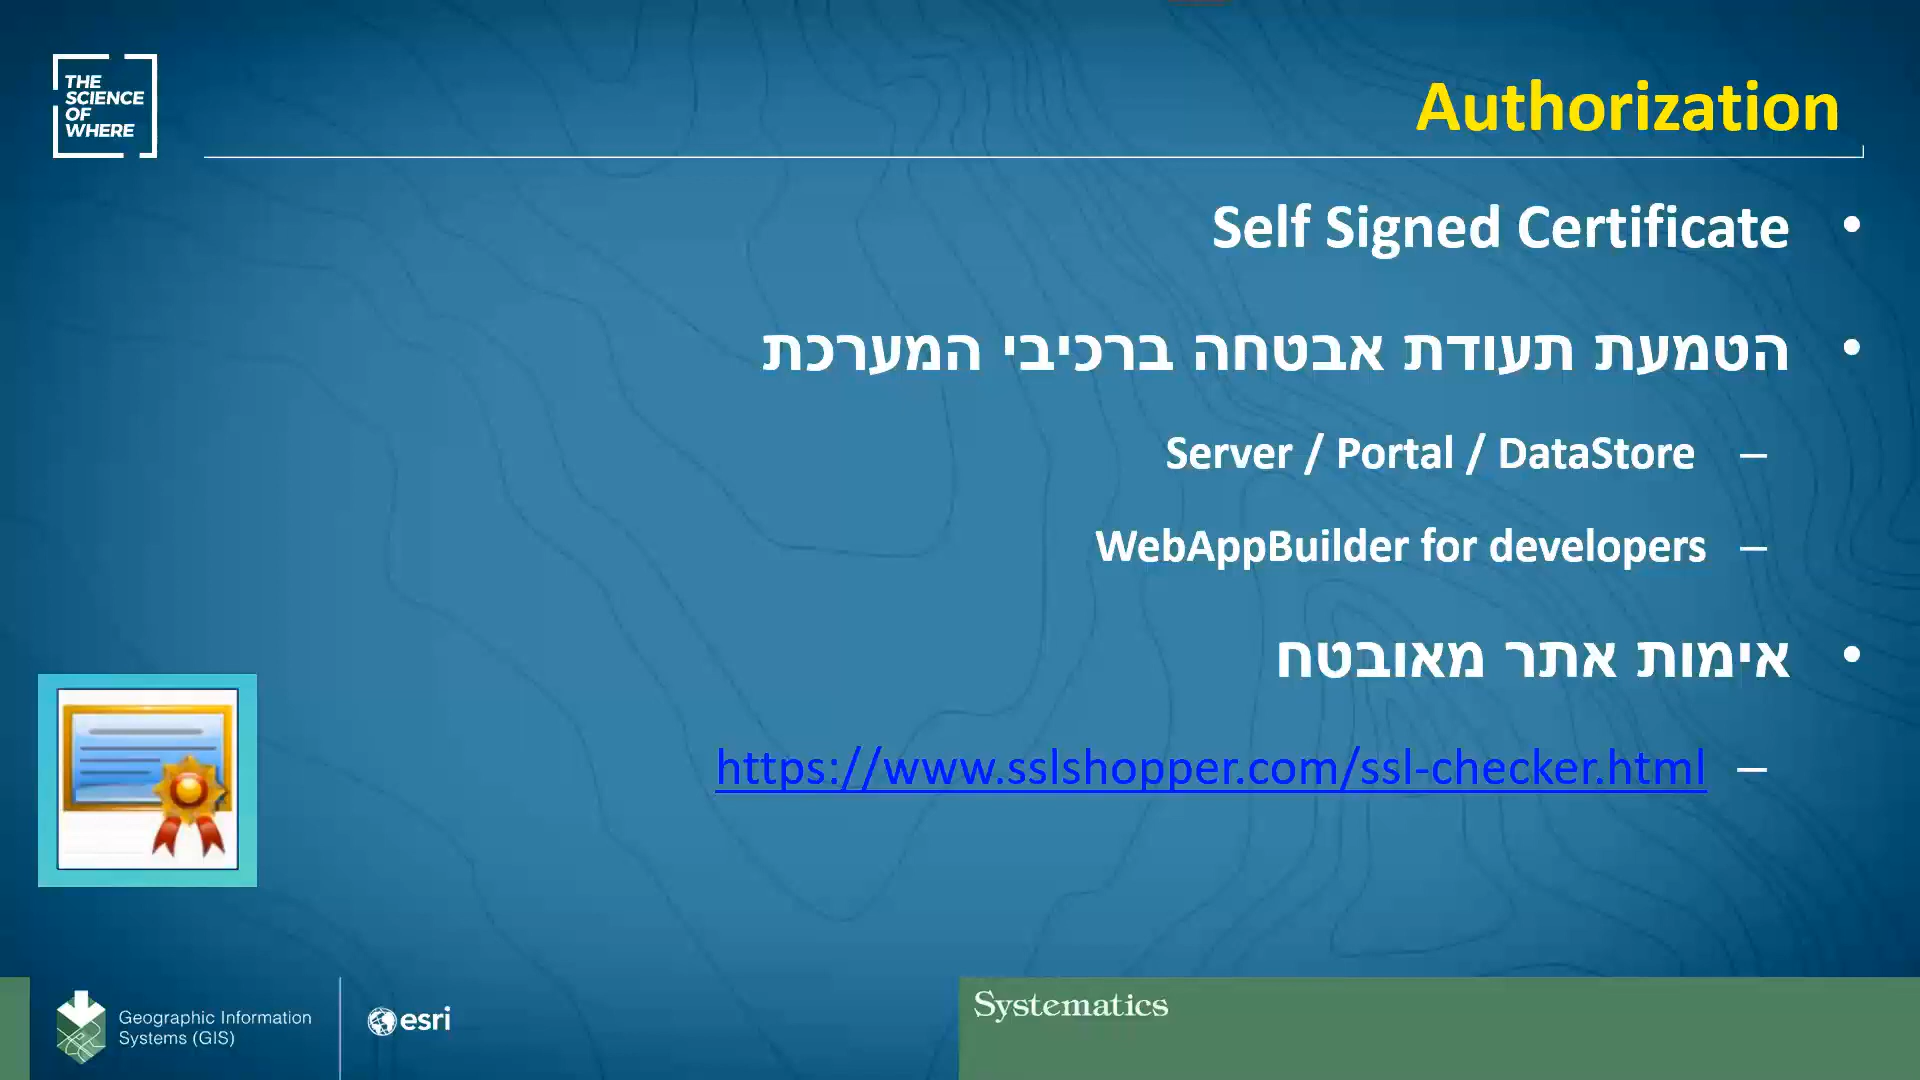 THE
SCIENCE
OF
WHERE
Authorization
• Self Signed Certificate
• הטמעת תעודת אבטחה ברכיבי המערכת
– Server / Portal / DataStore
– WebAppBuilder for developers
• אימות אתר מאובטח
– https://www.sslshopper.com/ssl-checker.html
Geographic Information
Systems (GIS)
esri
Systematics